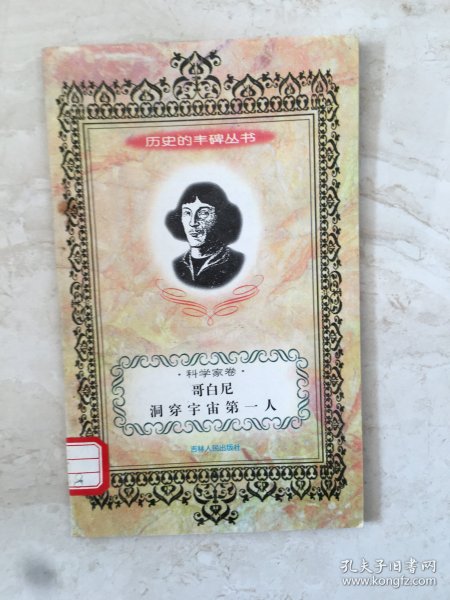 历史的丰碑丛书
·科学家卷·
哥白尼
洞穿宇宙第一人
吉林人民出版社
孔夫子旧书网
www.kongfz.com